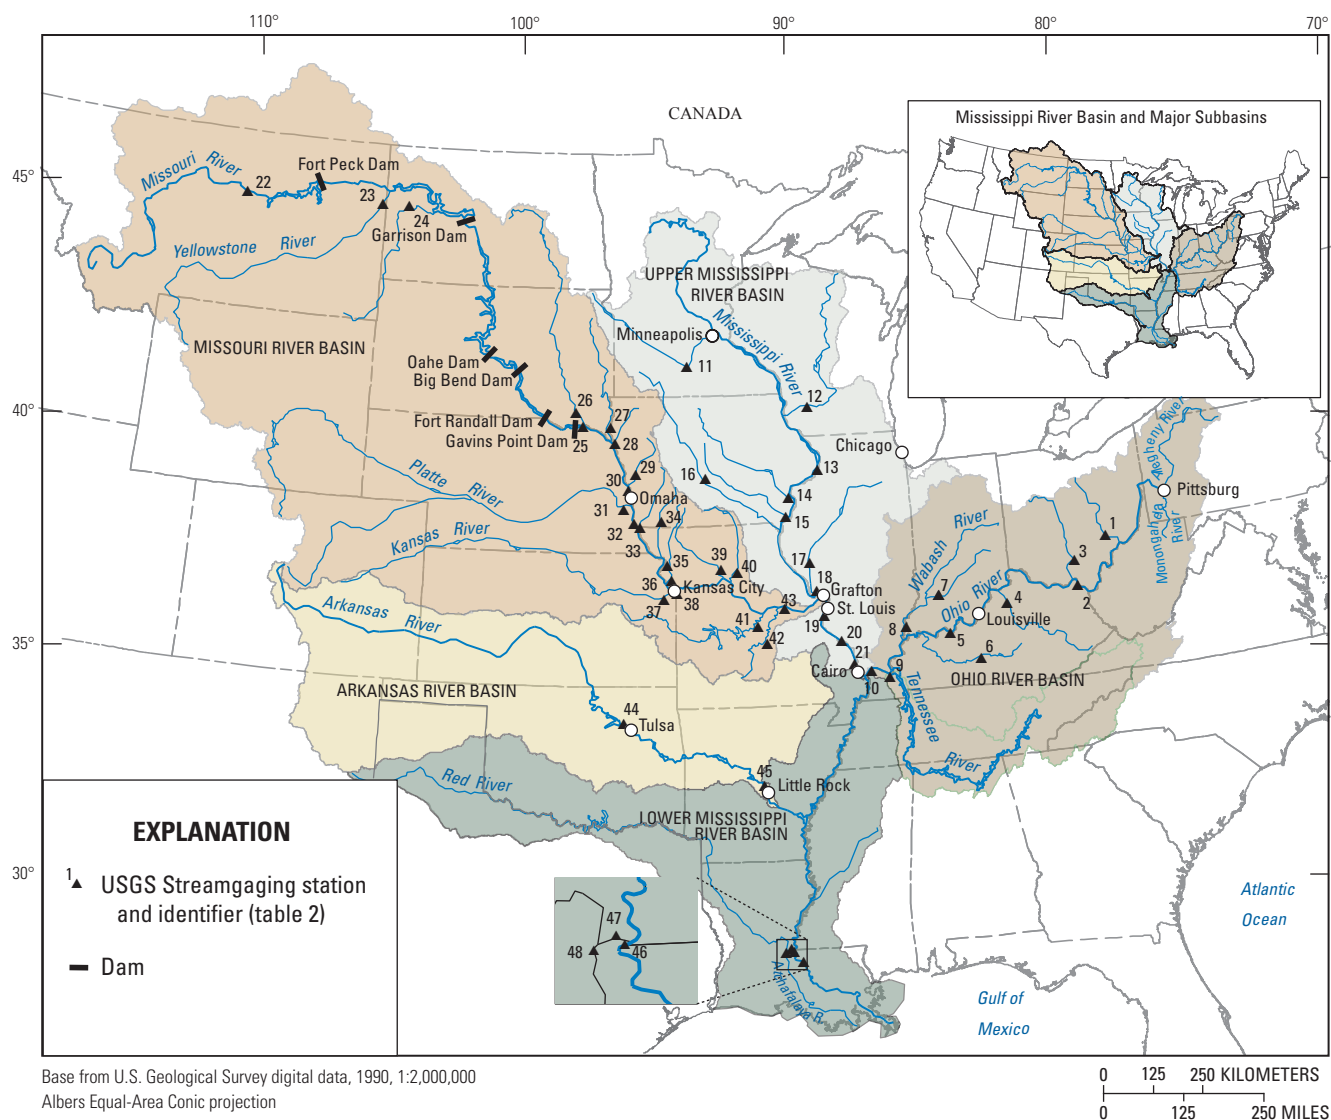 110°
100°
90°
80°
70°
45°
40°
35°
30°
CANADA
Mississippi River Basin and Major Subbasins
Missouri River
22
Fort Peck Dam
23
24
Garrison Dam
Yellowstone River
MISSOURI RIVER BASIN
UPPER MISSISSIPPI
RIVER BASIN
Minneapolis
Mississippi River
11
12
Oahe Dam
Big Bend Dam
Fort Randall Dam
Gavins Point Dam
26
25
27
28
Chicago
13
Platte River
29
30
Omaha
31
32
33
34
16
14
15
Kansas River
35
36
Kansas City
37
38
39
40
17
18
Grafton
St. Louis
43
41
42
19
20
21
Cairo
10
9
8
Wabash River
7
Ohio River
5
4
Louisville
6
3
1
2
Pittsburg
Allegheny River
Monongahela River
OHIO RIVER BASIN
Tennessee River
Arkansas River
ARKANSAS RIVER BASIN
44
Tulsa
45
Little Rock
Red River
LOWER MISSISSIPPI
RIVER BASIN
47
48
46
Atchafalaya R.
Atlantic
Ocean
Gulf of
Mexico
EXPLANATION
1
USGS Streamgaging station
and identifier (table 2)
Dam
Base from U.S. Geological Survey digital data, 1990, 1:2,000,000
Albers Equal-Area Conic projection
0 125 250 KILOMETERS
0 125 250 MILES